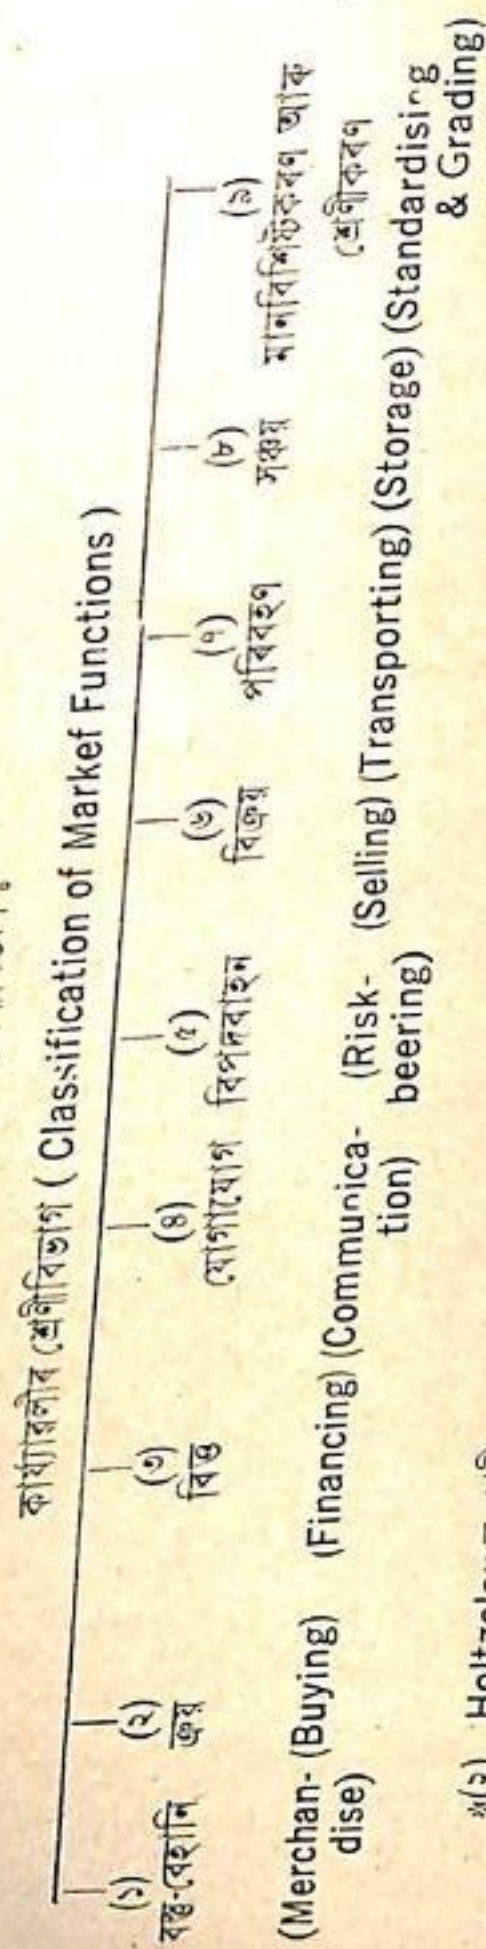 কাৰ্য্যাৱলীৰ শ্ৰেণীবিভাগ ( Classification of Markef Functions )
(১) (২) (৩) (৪) (৫) (৬) (৭) (৮) (৯)
বস্তু-বেহানি ক্ৰয় বিত্ত যোগাযোগ বিপদবাহন বিক্ৰয় পৰিবহণ সঞ্চয় মানবিশিষ্টকৰণ আৰু
শ্ৰেণীকৰণ
(Merchan- (Buying) (Financing) (Communica- (Risk- (Selling) (Transporting) (Storage) (Standardising
dise) tion) beering) & Grading)